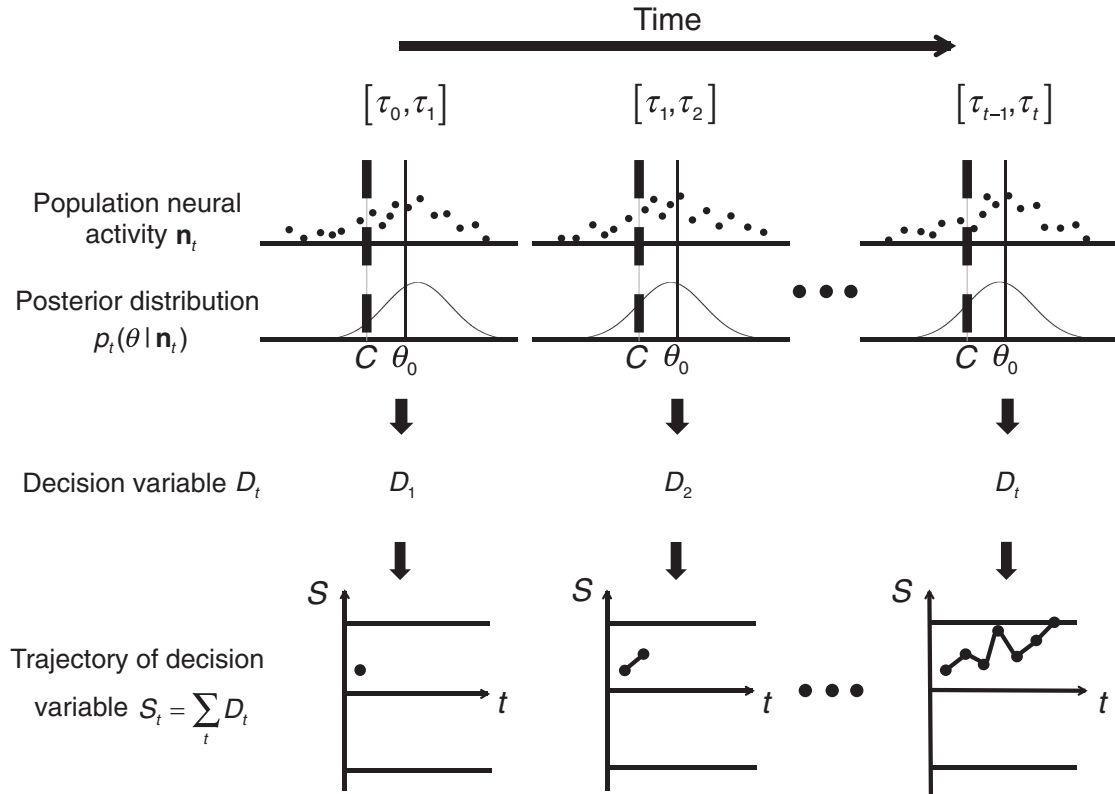 Time
[τ₀,τ₁] [τ₁,τ₂] [τₜ₋₁,τₜ]
Population neural
activity nₜ
Posterior distribution
pₜ(θ|nₜ)
C θ₀ C θ₀ C θ₀
Decision variable Dₜ D₁ D₂ Dₜ
S S S
Trajectory of decision
variable Sₜ = ∑ₜ Dₜ
t t t